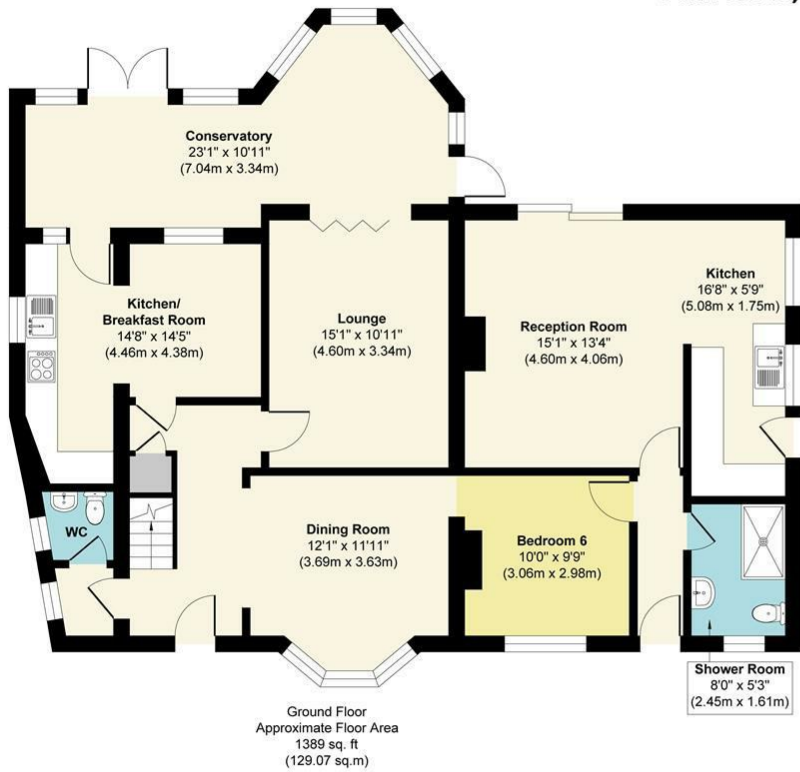 Conservatory
23'1" x 10'11"
(7.04m x 3.34m)
Kitchen/
Breakfast Room
14'8" x 14'5"
(4.46m x 4.38m)
Lounge
15'1" x 10'11"
(4.60m x 3.34m)
Reception Room
15'1" x 13'4"
(4.60m x 4.06m)
Kitchen
16'8" x 5'9"
(5.08m x 1.75m)
WC
Dining Room
12'1" x 11'11"
(3.69m x 3.63m)
Bedroom 6
10'0" x 9'9"
(3.06m x 2.98m)
Shower Room
8'0" x 5'3"
(2.45m x 1.61m)
Ground Floor
Approximate Floor Area
1389 sq. ft
(129.07 sq.m)